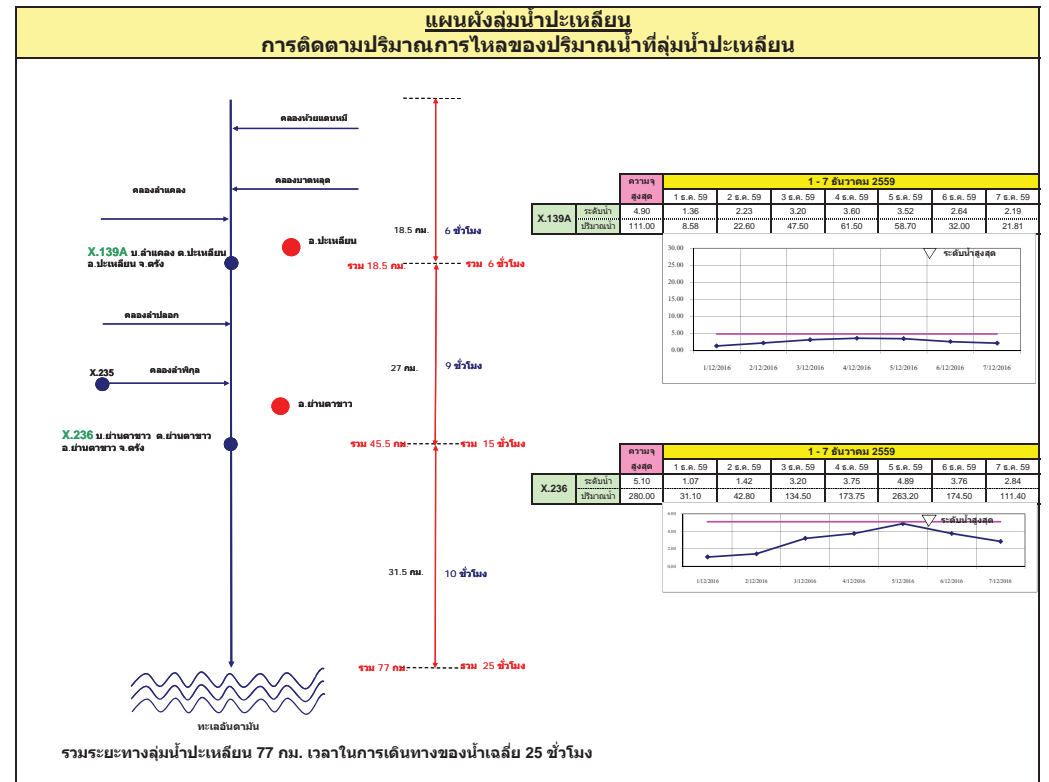 แผนผังลุ่มน้ำปะเหลียน
การติดตามปริมาณการไหลของปริมาณน้ำที่ลุ่มน้ำปะเหลียน
คลองห้วยแดนหมี
คลองบาตหลุด
คลองลำแคลง
18.5 กม. 6 ชั่วโมง
อ.ปะเหลียน
X.139A บ.ลำแคลง ต.ปะเหลียน
อ.ปะเหลียน จ.ตรัง
รวม 18.5 กม. รวม 6 ชั่วโมง
คลองลำปลอก
27 กม. 9 ชั่วโมง
X.235 คลองลำพิกุล
อ.ย่านตาขาว
X.236 บ.ย่านตาขาว ต.ย่านตาขาว
อ.ย่านตาขาว จ.ตรัง
รวม 45.5 กม. รวม 15 ชั่วโมง
31.5 กม. 10 ชั่วโมง
รวม 77 กม. รวม 25 ชั่วโมง
ทะเลอันดามัน
รวมระยะทางลุ่มน้ำปะเหลียน 77 กม. เวลาในการเดินทางของน้ำเฉลี่ย 25 ชั่วโมง
ความจุ 1 - 7 ธันวาคม 2559
สูงสุด 1 ธ.ค. 59 2 ธ.ค. 59 3 ธ.ค. 59 4 ธ.ค. 59 5 ธ.ค. 59 6 ธ.ค. 59 7 ธ.ค. 59
X.139A ระดับน้ำ 4.90 1.36 2.23 3.20 3.60 3.52 2.64 2.19
ปริมาณน้ำ 111.00 8.58 22.60 47.50 61.50 58.70 32.00 21.81
ระดับน้ำสูงสุด
30.00
25.00
20.00
15.00
10.00
5.00
0.00
1/12/2016 2/12/2016 3/12/2016 4/12/2016 5/12/2016 6/12/2016 7/12/2016
ความจุ 1 - 7 ธันวาคม 2559
สูงสุด 1 ธ.ค. 59 2 ธ.ค. 59 3 ธ.ค. 59 4 ธ.ค. 59 5 ธ.ค. 59 6 ธ.ค. 59 7 ธ.ค. 59
X.236 ระดับน้ำ 5.10 1.07 1.42 3.20 3.75 4.89 3.76 2.84
ปริมาณน้ำ 280.00 31.10 42.80 134.50 173.75 263.20 174.50 111.40
ระดับน้ำสูงสุด
6.00
4.00
2.00
0.00
1/12/2016 2/12/2016 3/12/2016 4/12/2016 5/12/2016 6/12/2016 7/12/2016